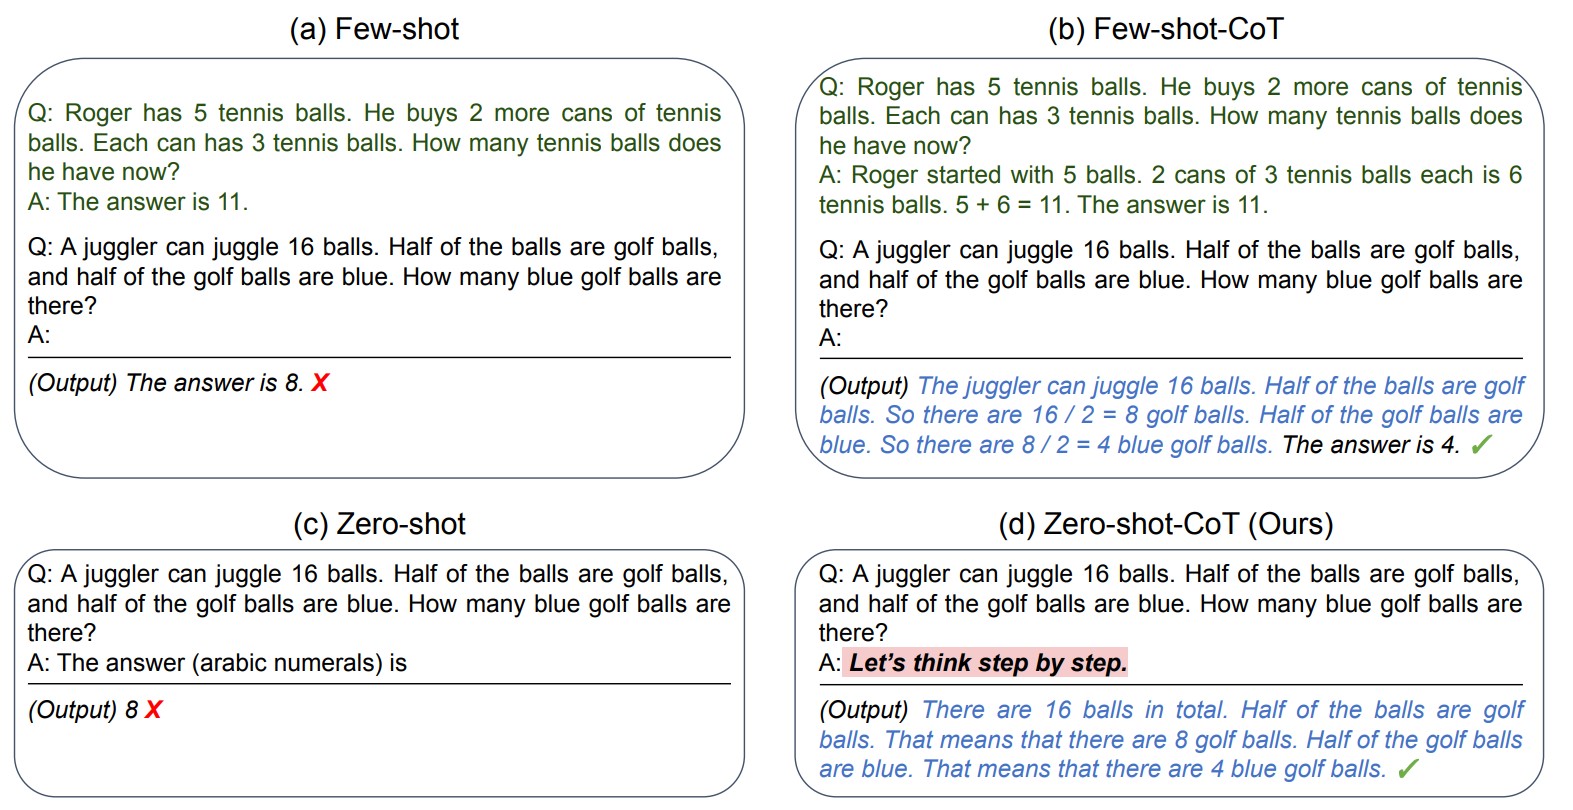 (a) Few-shot
Q: Roger has 5 tennis balls. He buys 2 more cans of tennis
balls. Each can has 3 tennis balls. How many tennis balls does
he have now?
A: The answer is 11.
Q: A juggler can juggle 16 balls. Half of the balls are golf balls,
and half of the golf balls are blue. How many blue golf balls are
there?
A:
(Output) The answer is 8. X
(b) Few-shot-CoT
Q: Roger has 5 tennis balls. He buys 2 more cans of tennis
balls. Each can has 3 tennis balls. How many tennis balls does
he have now?
A: Roger started with 5 balls. 2 cans of 3 tennis balls each is 6
tennis balls. 5 + 6 = 11. The answer is 11.
Q: A juggler can juggle 16 balls. Half of the balls are golf balls,
and half of the golf balls are blue. How many blue golf balls are
there?
A:
(Output) The juggler can juggle 16 balls. Half of the balls are golf
balls. So there are 16 / 2 = 8 golf balls. Half of the golf balls are
blue. So there are 8 / 2 = 4 blue golf balls. The answer is 4. ✓
(c) Zero-shot
Q: A juggler can juggle 16 balls. Half of the balls are golf balls,
and half of the golf balls are blue. How many blue golf balls are
there?
A: The answer (arabic numerals) is
(Output) 8 X
(d) Zero-shot-CoT (Ours)
Q: A juggler can juggle 16 balls. Half of the balls are golf balls,
and half of the golf balls are blue. How many blue golf balls are
there?
A: Let’s think step by step.
(Output) There are 16 balls in total. Half of the balls are golf
balls. That means that there are 8 golf balls. Half of the golf balls
are blue. That means that there are 4 blue golf balls. ✓